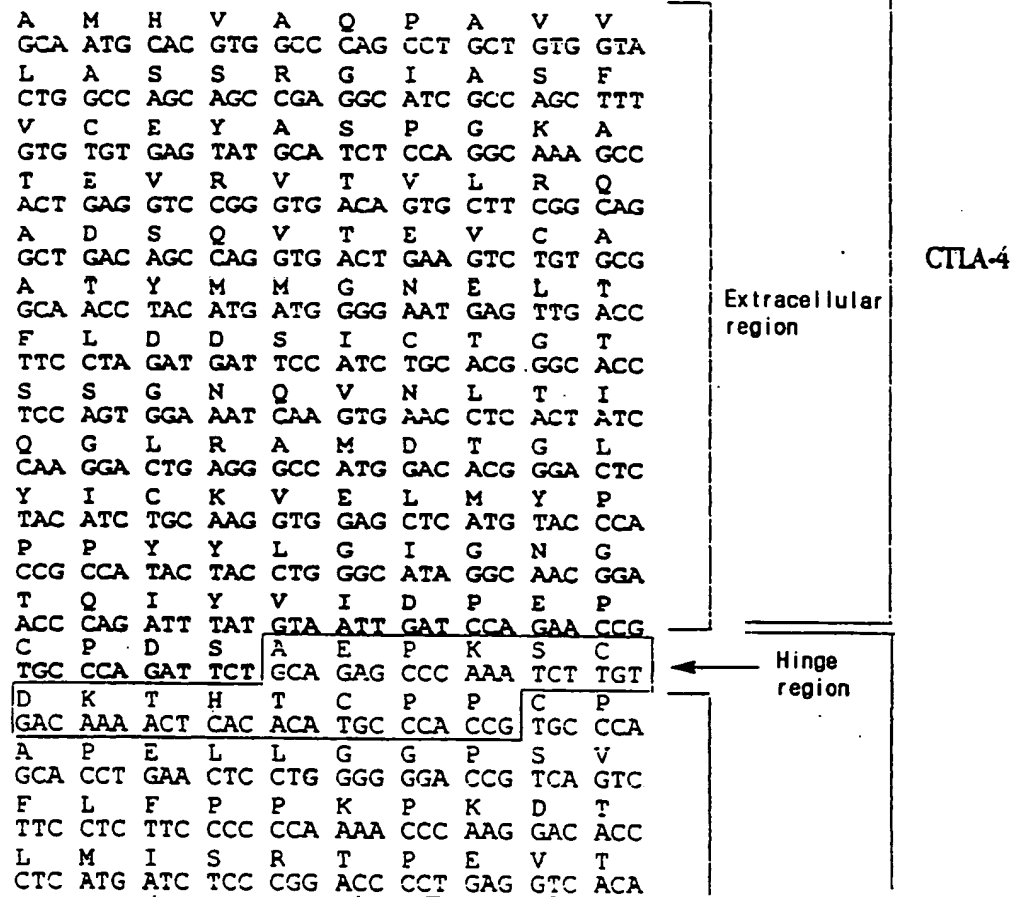 A M H V A Q P A V V
GCA ATG CAC GTG GCC CAG CCT GCT GTG GTA
L A S S R G I A S F
CTG GCC AGC AGC CGA GGC ATC GCC AGC TTT
V C E Y A S P G K A
GTG TGT GAG TAT GCA TCT CCA GGC AAA GCC
T E V R V T V L R Q
ACT GAG GTC CGG GTG ACA GTG CTT CGG CAG
A D S Q V T E V C A
GCT GAC AGC CAG GTG ACT GAA GTC TGT GCG
A T Y M M G N E L T
GCA ACC TAC ATG ATG GGG AAT GAG TTG ACC
F L D D S I C T G T
TTC CTA GAT GAT TCC ATC TGC ACG GGC ACC
S S G N Q V N L T I
TCC AGT GGA AAT CAA GTG AAC CTC ACT ATC
Q G L R A M D T G L
CAA GGA CTG AGG GCC ATG GAC ACG GGA CTC
Y I C K V E L M Y P
TAC ATC TGC AAG GTG GAG CTC ATG TAC CCA
P P Y Y L G I G N G
CCG CCA TAC TAC CTG GGC ATA GGC AAC GGA
T Q I Y V I D P E P
ACC CAG ATT TAT GTA ATT GAT CCA GAA CCG
C P D S A E P K S C
TGC CCA GAT TCT GCA GAG CCC AAA TCT TGT
D K T H T C P P C P
GAC AAA ACT CAC ACA TGC CCA CCG TGC CCA
A P E L L G G P S V
GCA CCT GAA CTC CTG GGG GGA CCG TCA GTC
F L F P P K P K D T
TTC CTC TTC CCC CCA AAA CCC AAG GAC ACC
L M I S R T P E V T
CTC ATG ATC TCC CGG ACC CCT GAG GTC ACA
Extracellular
region
CTLA-4
Hinge
region